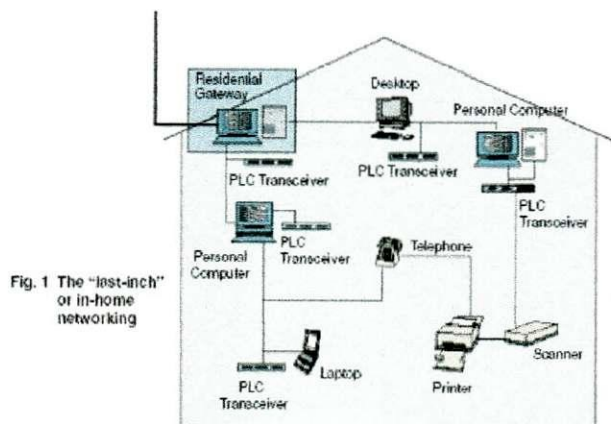 Residential
Gateway
Desktop
Personal Computer
PLC Transceiver
PLC Transceiver
PLC
Transceiver
Personal
Computer
PLC
Transceiver
Telephone
Fig. 1 The "last-inch"
or in-home
networking
PLC
Transceiver
Laptop
Printer
Scanner